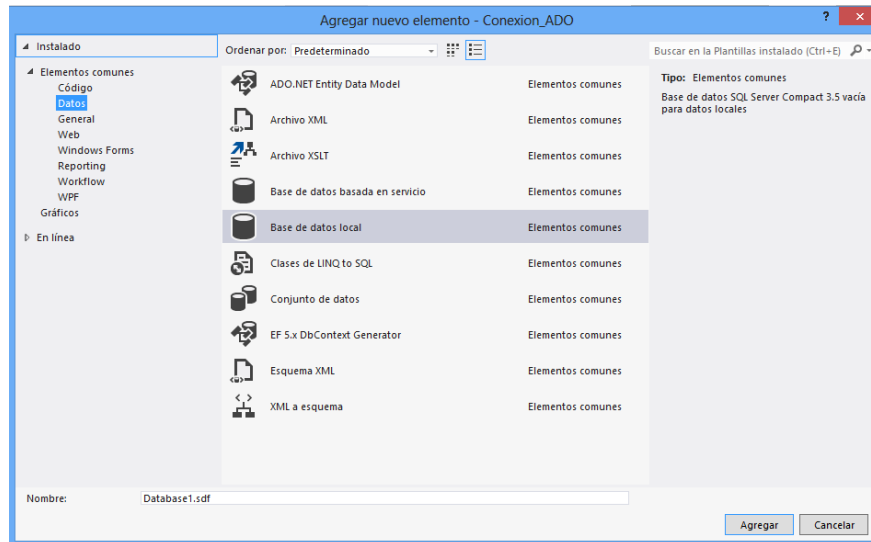 Agregar nuevo elemento - Conexion_ADO
?
Instalado
Ordenar por: Predeterminado
Buscar en la Plantillas instalado (Ctrl+E)
Elementos comunes
Código
Datos
General
Web
Windows Forms
Reporting
Workflow
WPF
Gráficos
En línea
ADO.NET Entity Data Model Elementos comunes
Archivo XML Elementos comunes
Archivo XSLT Elementos comunes
Base de datos basada en servicio Elementos comunes
Base de datos local Elementos comunes
Clases de LINQ to SQL Elementos comunes
Conjunto de datos Elementos comunes
EF 5.x DbContext Generator Elementos comunes
Esquema XML Elementos comunes
XML a esquema Elementos comunes
Tipo: Elementos comunes
Base de datos SQL Server Compact 3.5 vacía
para datos locales
Nombre: Database1.sdf
Agregar Cancelar